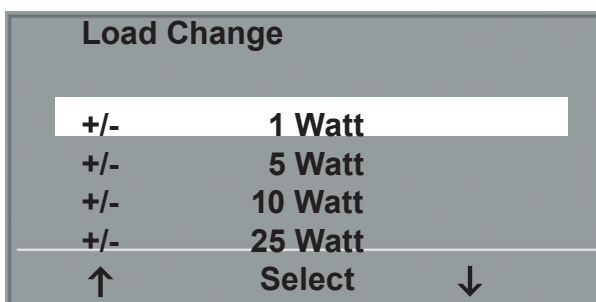 Load Change
+/- 1 Watt
+/- 5 Watt
+/- 10 Watt
+/- 25 Watt
↑ Select ↓